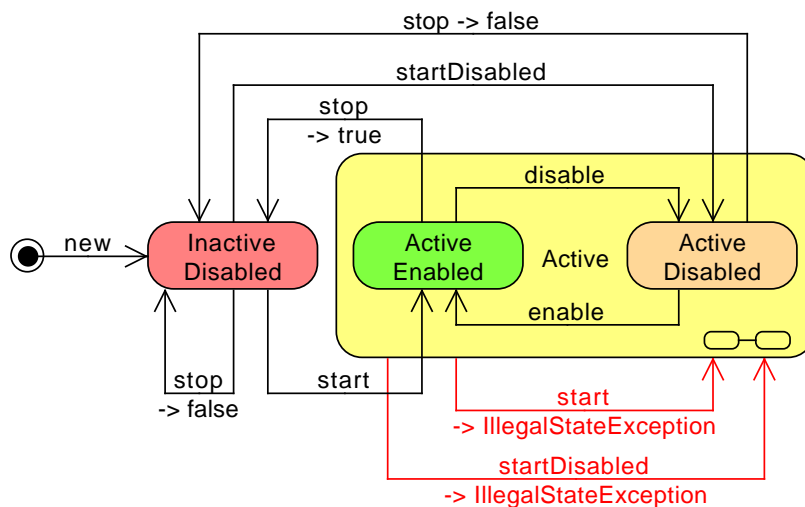 stop -> false
startDisabled
stop
-> true
disable
new
Inactive
Disabled
Active
Enabled
Active
Active
Disabled
enable
stop
-> false
start
start
-> IllegalStateException
startDisabled
-> IllegalStateException